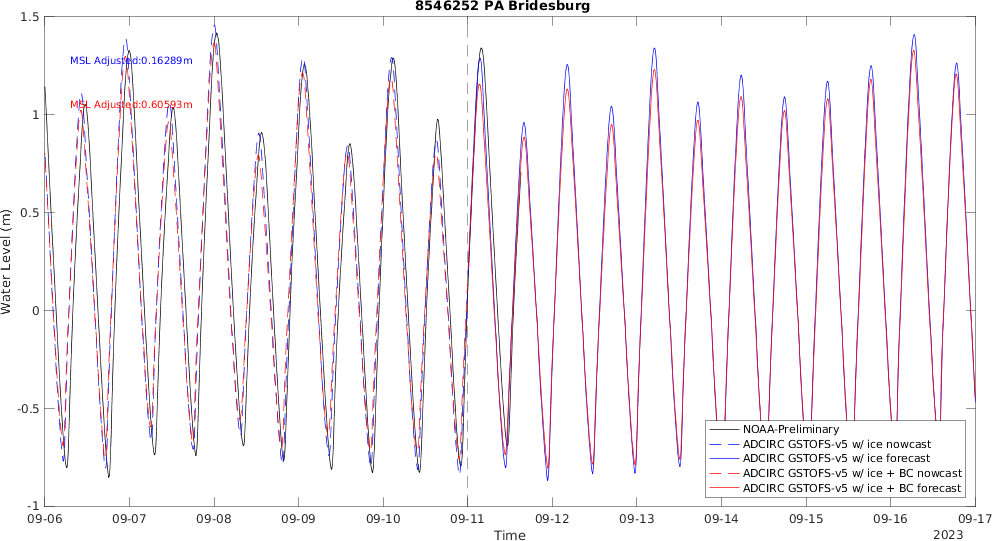 8546252 PA Bridesburg
1.5
1
0.5
0
-0.5
-1
Water Level (m)
MSL Adjusted:0.16289m
MSL Adjusted:0.60593m
NOAA-Preliminary
ADCIRC GSTOFS-v5 w/ ice nowcast
ADCIRC GSTOFS-v5 w/ ice forecast
ADCIRC GSTOFS-v5 w/ ice + BC nowcast
ADCIRC GSTOFS-v5 w/ ice + BC forecast
09-06 09-07 09-08 09-09 09-10 09-11 09-12 09-13 09-14 09-15 09-16 09-17
Time
2023